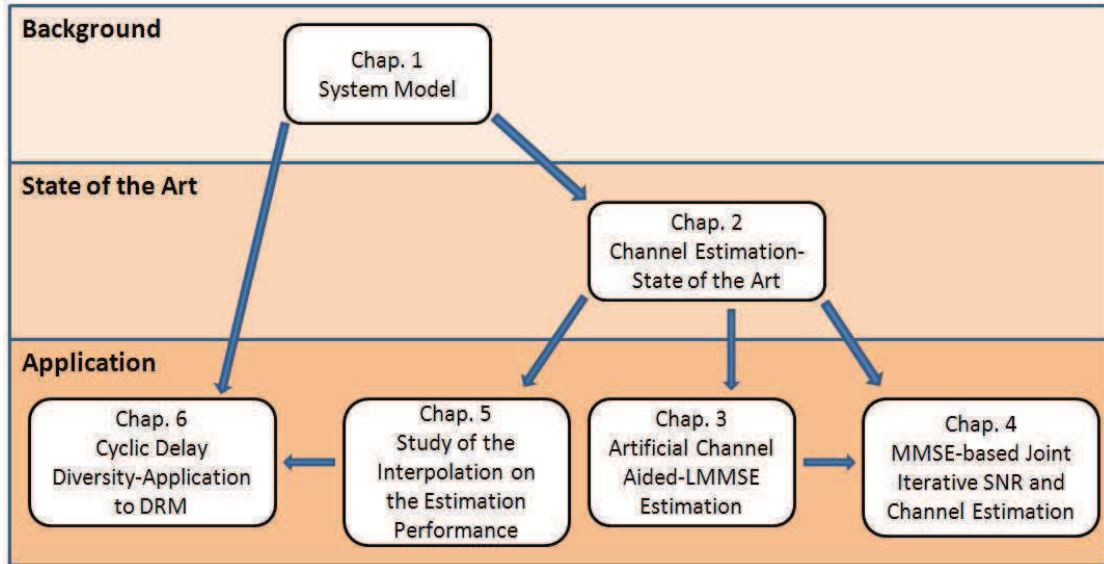 Background
Chap. 1
System Model
State of the Art
Chap. 2
Channel Estimation-
State of the Art
Application
Chap. 6
Cyclic Delay
Diversity-Application
to DRM
Chap. 5
Study of the
Interpolation on
the Estimation
Performance
Chap. 3
Artificial Channel
Aided-LMMSE
Estimation
Chap. 4
MMSE-based Joint
Iterative SNR and
Channel Estimation